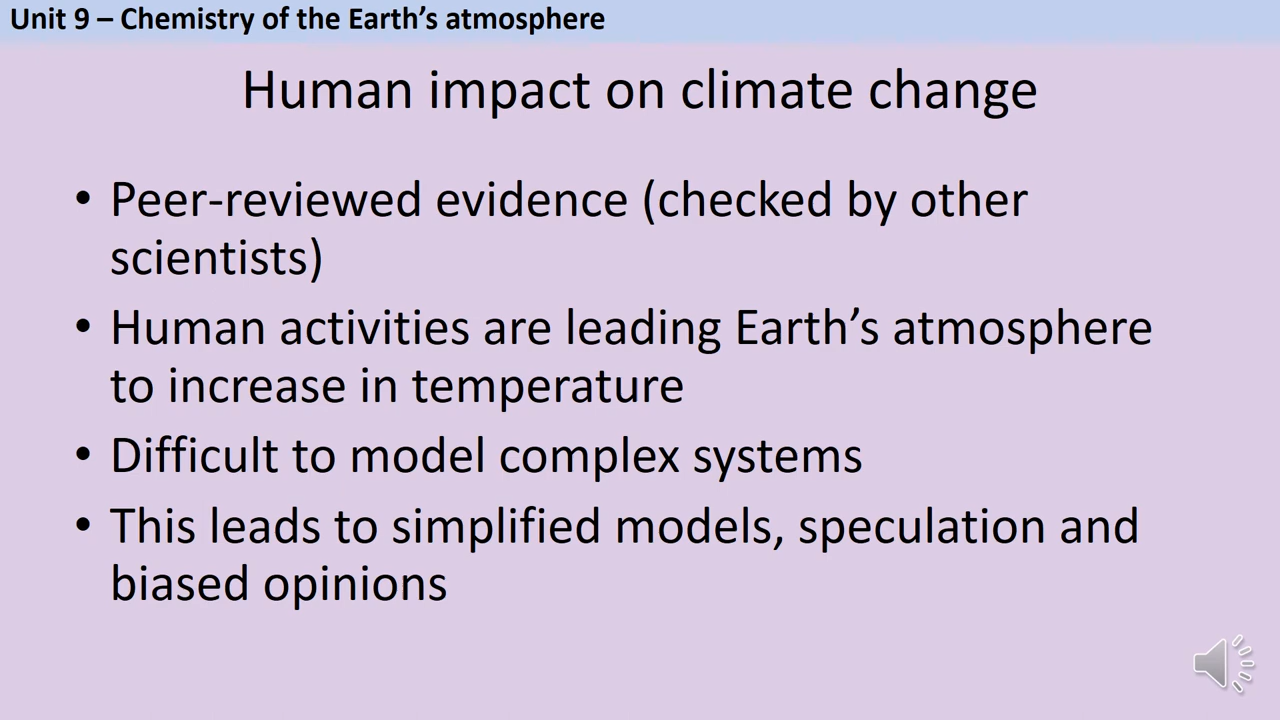 Unit 9 – Chemistry of the Earth’s atmosphere
Human impact on climate change
• Peer-reviewed evidence (checked by other
scientists)
• Human activities are leading Earth’s atmosphere
to increase in temperature
• Difficult to model complex systems
• This leads to simplified models, speculation and
biased opinions